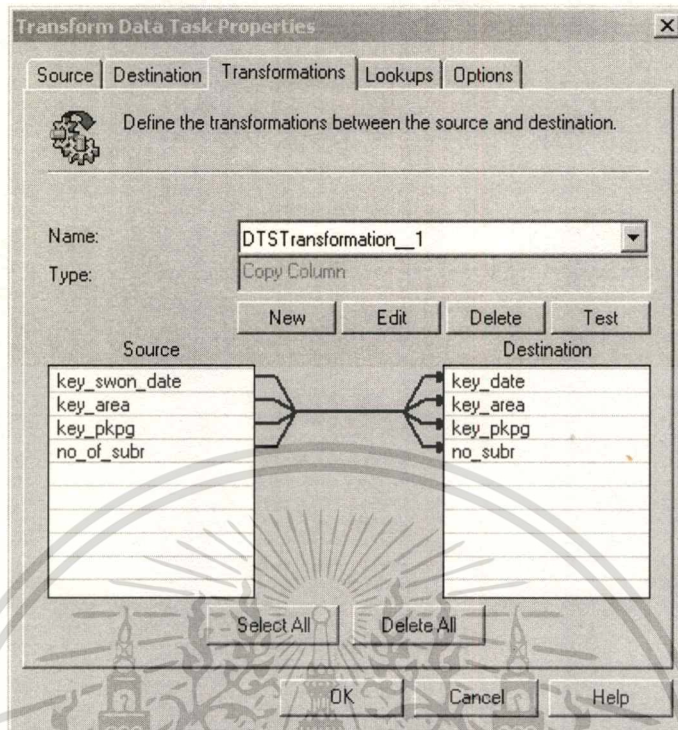 Transform Data Task Properties
Source Destination Transformations Lookups Options
Define the transformations between the source and destination.
Name: DTSTransformation__1
Type: Copy Column
New Edit Delete Test
Source Destination
key_swon_date key_date
key_area key_area
key_pkpg key_pkpg
no_of_subr no_subr
Select All Delete All
OK Cancel Help